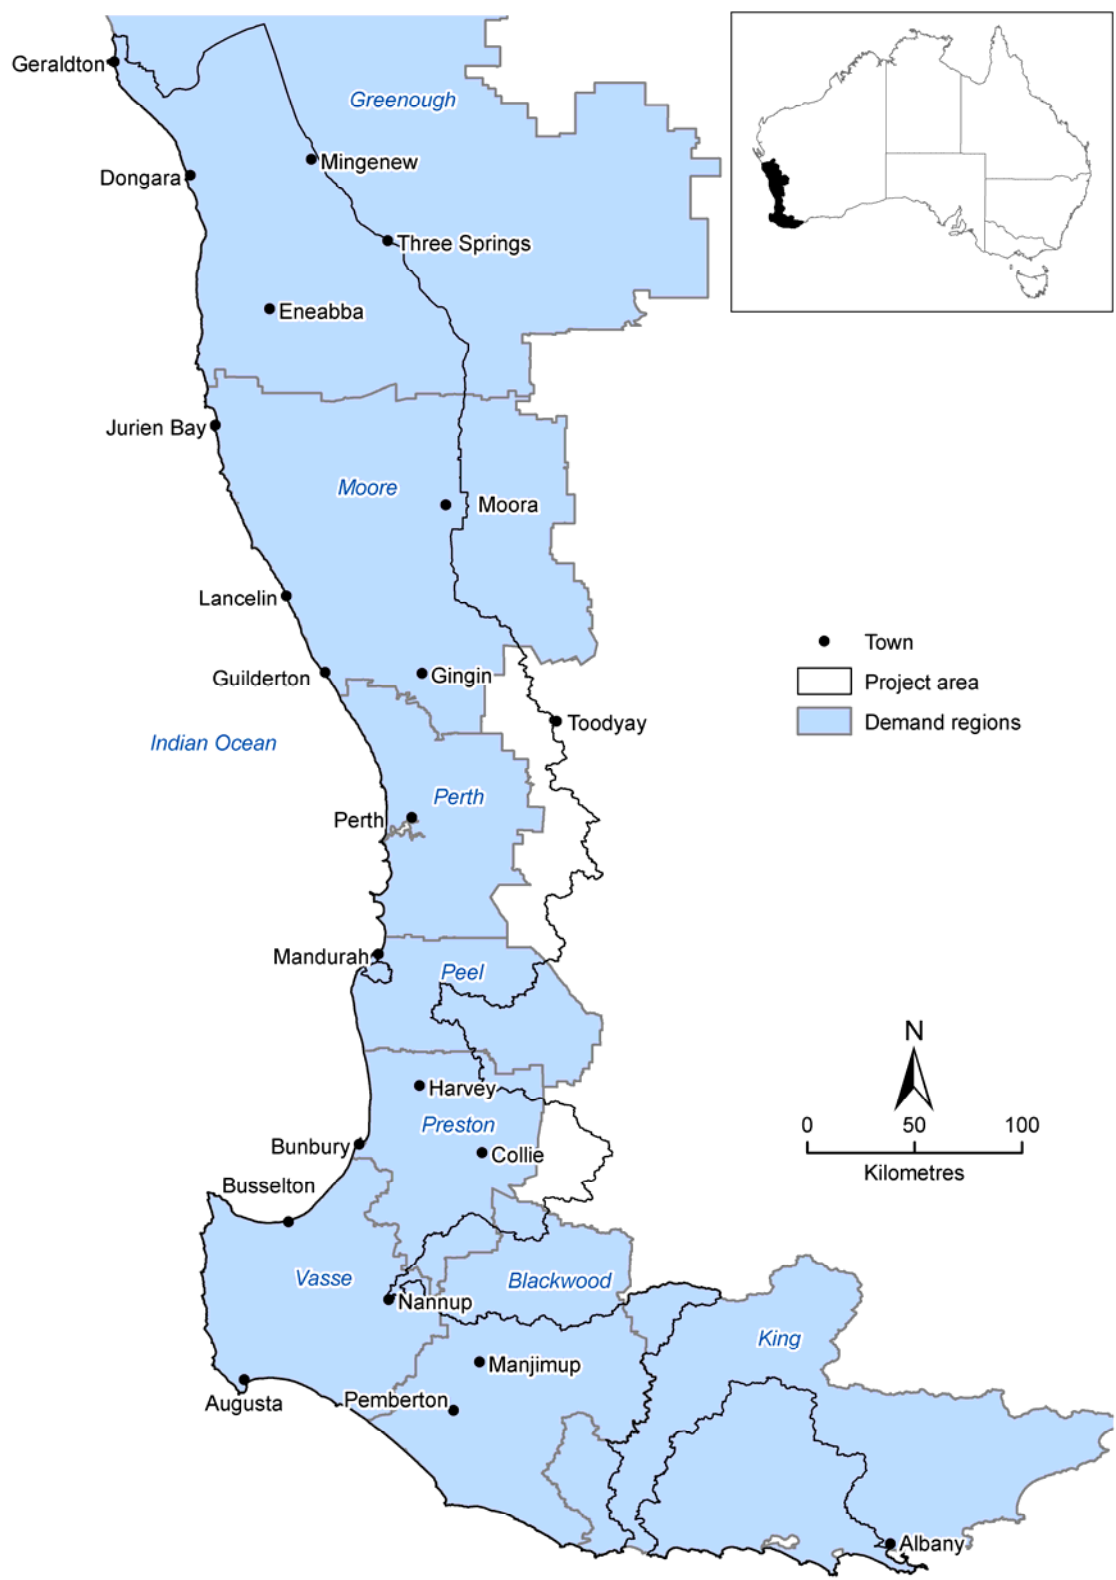 Geraldton
Greenough
Mingenew
Dongara
Three Springs
Eneabba
Jurien Bay
Moore
Moora
Lancelin
Town
Guilderton
Gingin
Project area
Toodyay
Demand regions
Indian Ocean
Perth
Perth
Mandurah
Peel
N
Harvey
Preston
0 50 100
Bunbury
Collie
Kilometres
Busselton
Vasse
Blackwood
Nannup
King
Manjimup
Augusta
Pemberton
Albany